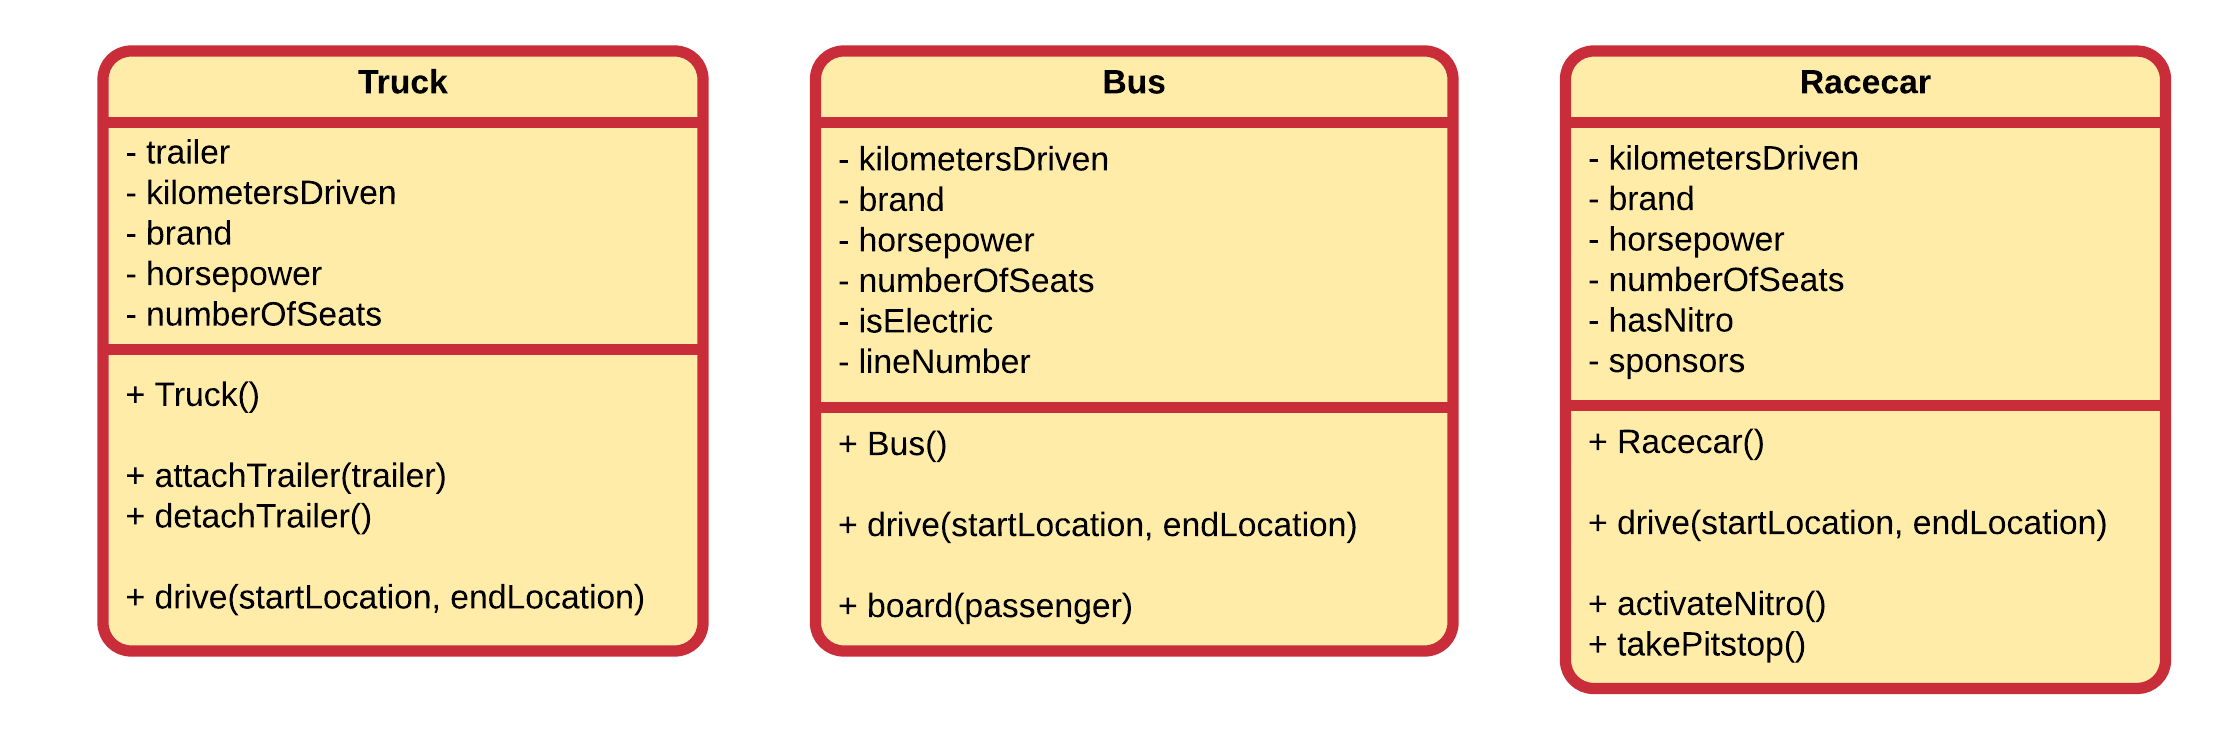 Truck
- trailer
- kilometersDriven
- brand
- horsepower
- numberOfSeats
+ Truck()
+ attachTrailer(trailer)
+ detachTrailer()
+ drive(startLocation, endLocation)
Bus
- kilometersDriven
- brand
- horsepower
- numberOfSeats
- isElectric
- lineNumber
+ Bus()
+ drive(startLocation, endLocation)
+ board(passenger)
Racecar
- kilometersDriven
- brand
- horsepower
- numberOfSeats
- hasNitro
- sponsors
+ Racecar()
+ drive(startLocation, endLocation)
+ activateNitro()
+ takePitstop()